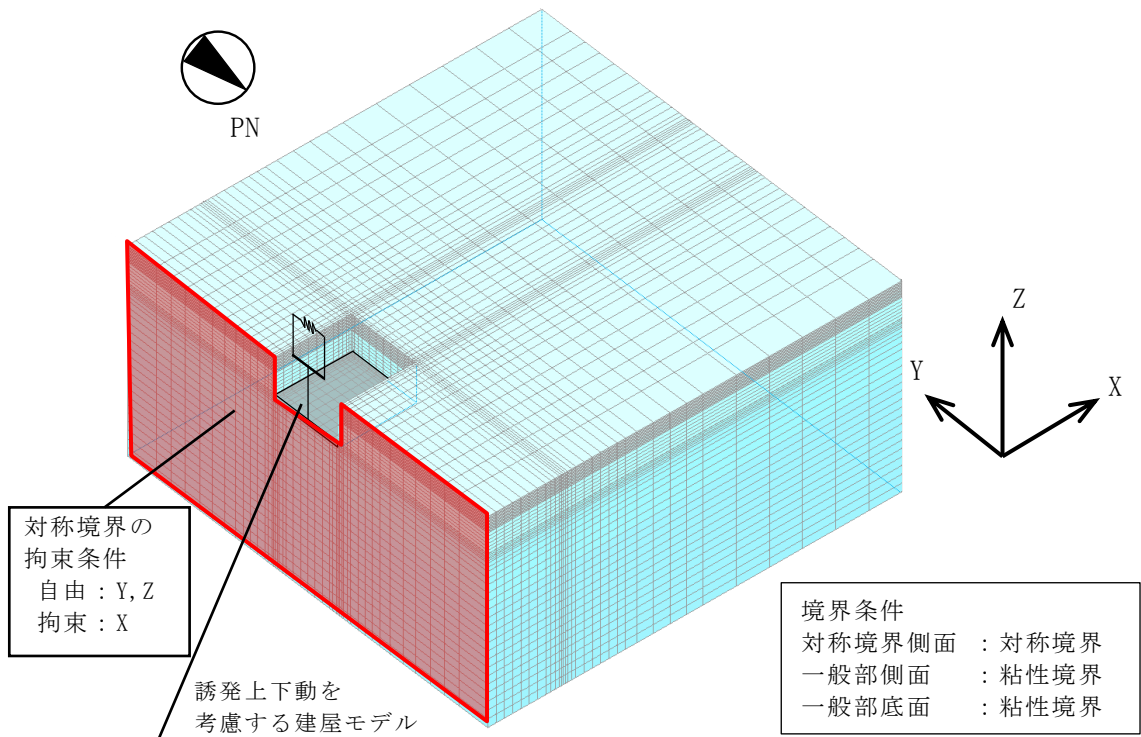 PN
Z
Y
X
対称境界の
拘束条件
自由：Y,Z
拘束：X
誘発上下動を
考慮する建屋モデル
境界条件
対称境界側面 ：対称境界
一般部側面 ：粘性境界
一般部底面 ：粘性境界